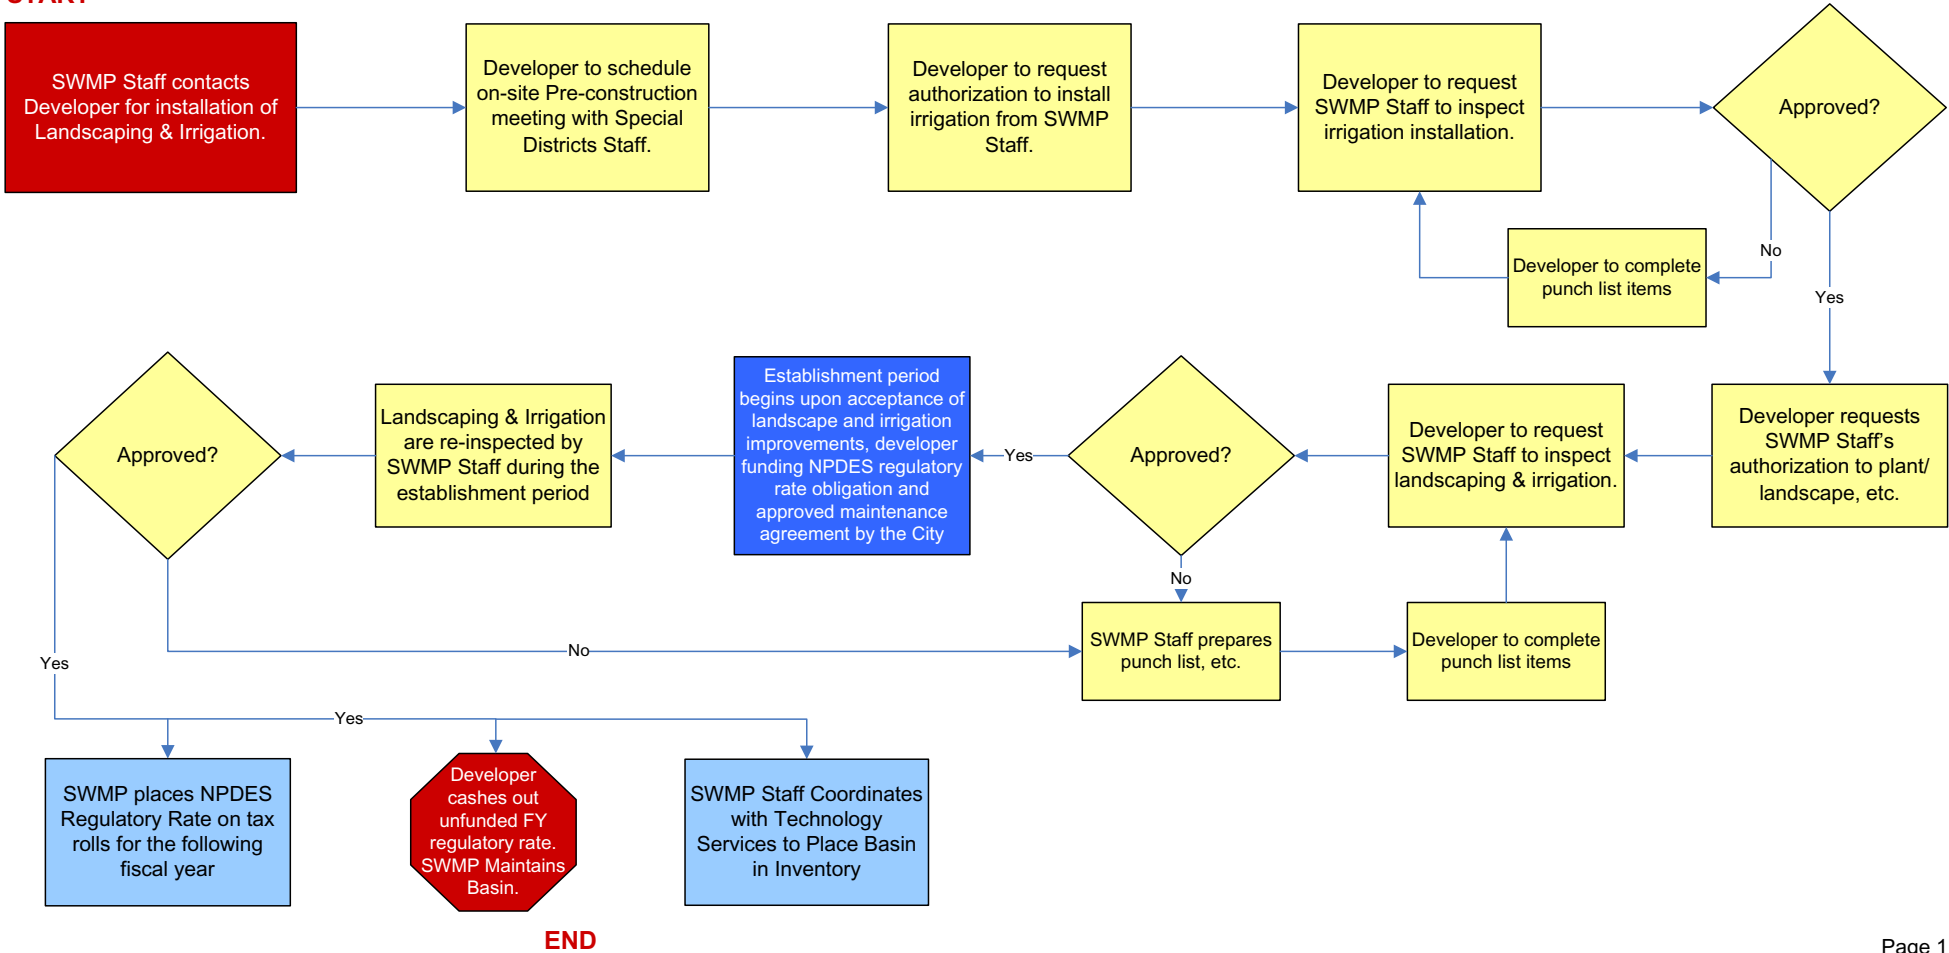 START
SWMP Staff contacts
Developer for installation of
Landscaping & Irrigation.
Developer to schedule
on-site Pre-construction
meeting with Special
Districts Staff.
Developer to request
authorization to install
irrigation from SWMP
Staff.
Developer to request
SWMP Staff to inspect
irrigation installation.
Approved?
No
Developer to complete
punch list items
Yes
Developer requests
SWMP Staff's
authorization to plant/
landscape, etc.
Developer to request
SWMP Staff to inspect
landscaping & irrigation.
Approved?
Yes
Establishment period
begins upon acceptance of
landscape and irrigation
improvements, developer
funding NPDES regulatory
rate obligation and
approved maintenance
agreement by the City
Landscaping & Irrigation
are re-inspected by
SWMP Staff during the
establishment period
Approved?
No
SWMP Staff prepares
punch list, etc.
Developer to complete
punch list items
No
Yes
Yes
SWMP places NPDES
Regulatory Rate on tax
rolls for the following
fiscal year
Developer
cashes out
unfunded FY
regulatory rate.
SWMP Maintains
Basin.
SWMP Staff Coordinates
with Technology
Services to Place Basin
in Inventory
END
Page 1